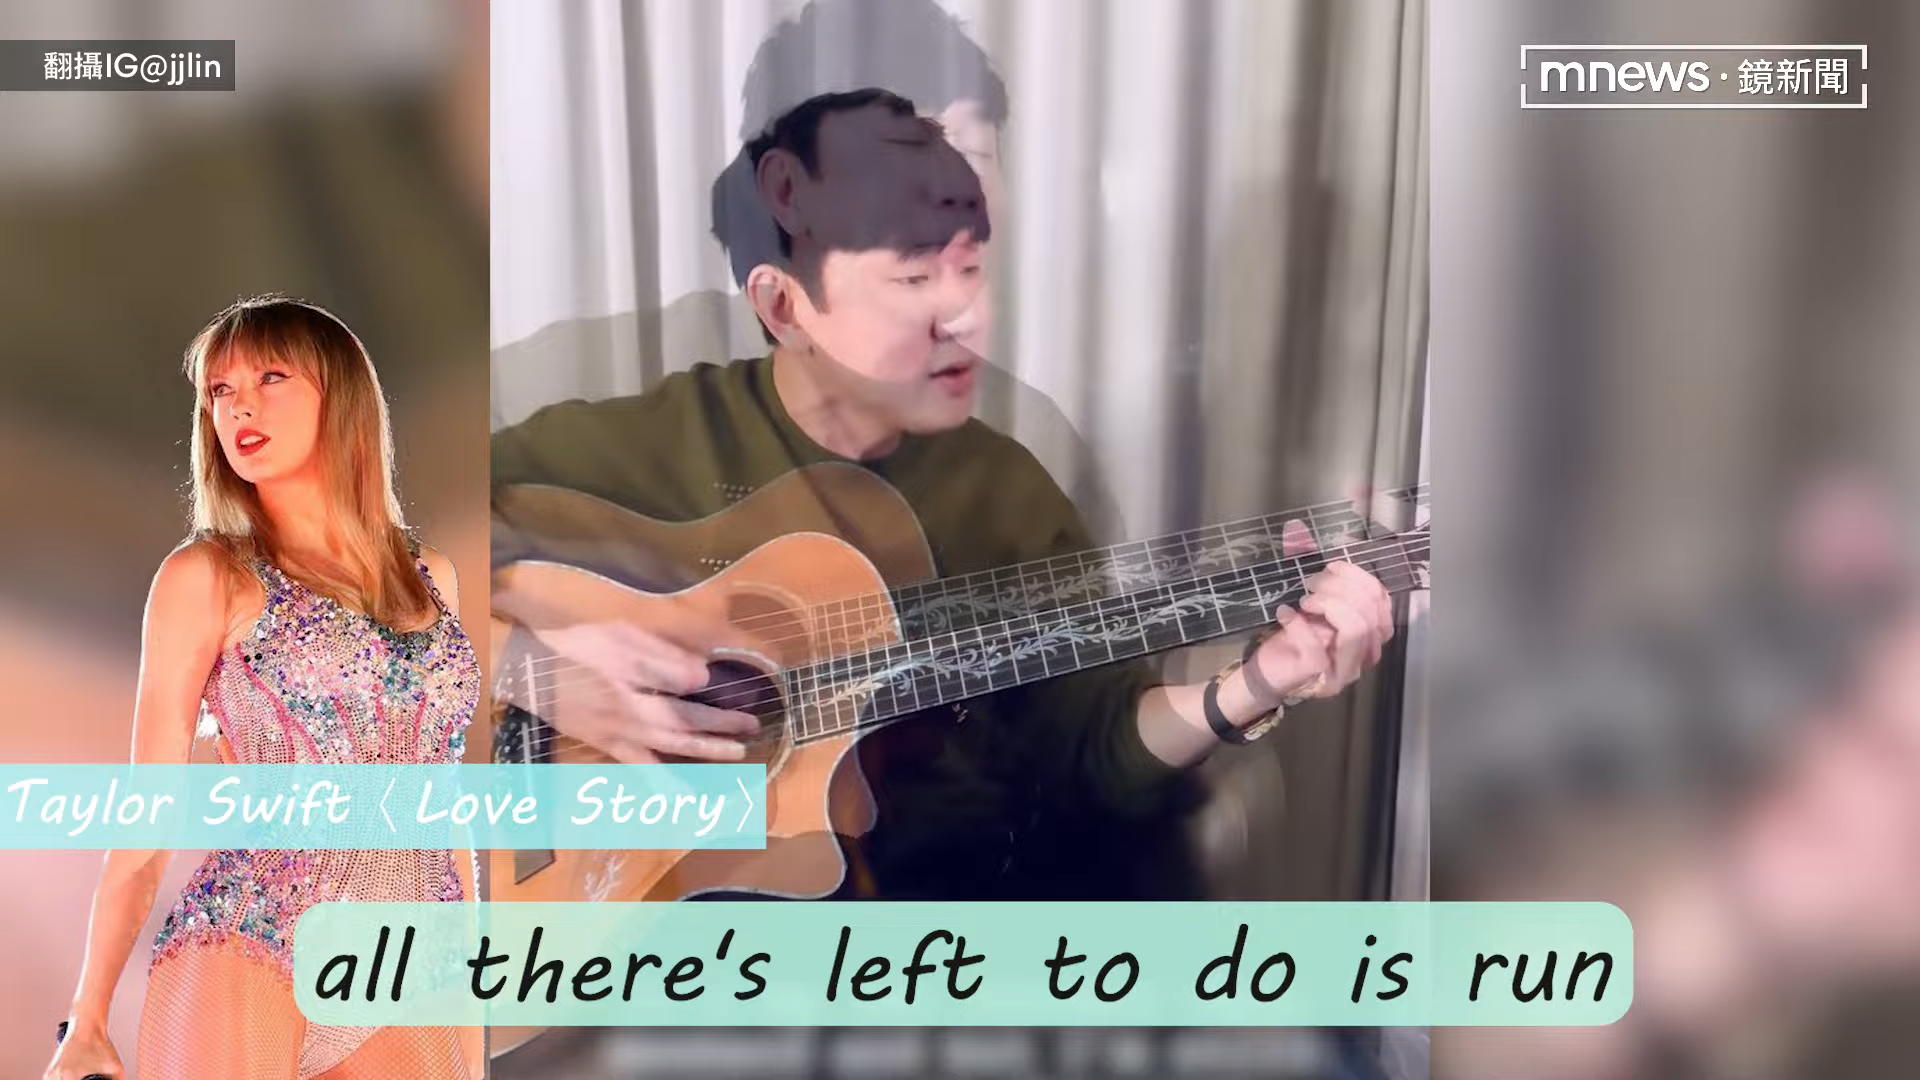 翻攝IG@jjlin
mnews·鏡新聞
Taylor Swift〈Love Story〉
all there's left to do is run